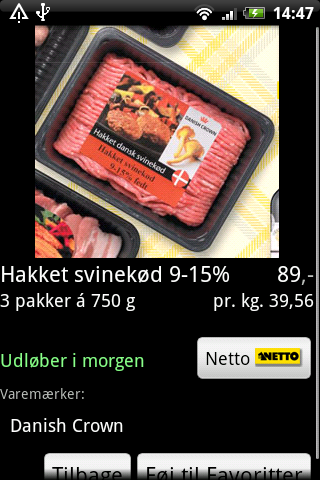 14:47
DANISH CROWN
Hakket dansk svinekød
Hakket svinekød
9-15% fedt
Hakket svinekød 9-15% 89,-
3 pakker á 750 g pr. kg. 39,56
Udløber i morgen
Netto NETTO
Varemærker:
Danish Crown
Tilbage Føj til Favoritter